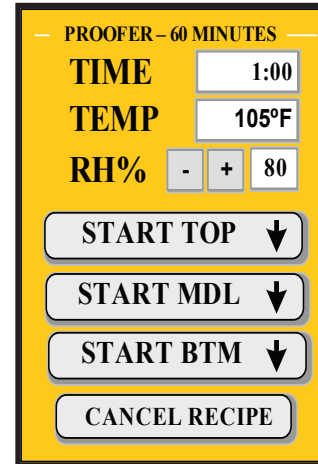 PROOFER – 60 MINUTES
TIME 1:00
TEMP 105ºF
RH% - + 80
START TOP
START MDL
START BTM
CANCEL RECIPE